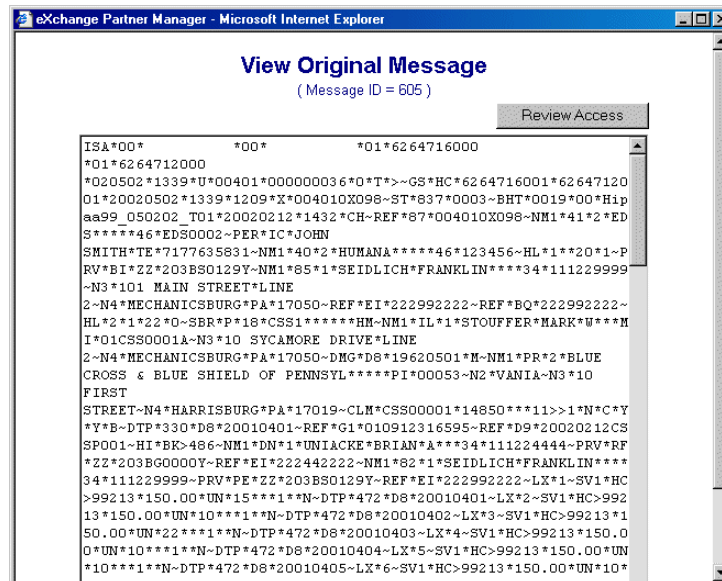 eXchange Partner Manager - Microsoft Internet Explorer
View Original Message
( Message ID = 605 )
Review Access
ISA*00*          *00*          *01*6264716000
*01*6264712000
*020502*1339*U*00401*000000036*0*T*>~GS*HC*6264716001*62647120
01*20020502*1339*1209*X*004010X098~ST*837*0003~BHT*0019*00*Hip
aa99_050202_T01*20020212*1432*CH~REF*87*004010X098~NM1*41*2*ED
S*****46*EDS0002~PER*IC*JOHN
SMITH*TE*7177635831~NM1*40*2*HUMANA*****46*123456~HL*1**20*1~P
RV*BI*ZZ*203BS0129Y~NM1*85*1*SEIDLICH*FRANKLIN****34*111229999
~N3*101 MAIN STREET*LINE
2~N4*MECHANICSBURG*PA*17050~REF*EI*222992222~REF*BQ*222992222~
HL*2*1*22*0~SBR*P*18*CSS1******HM~NM1*IL*1*STOUFFER*MARK*W***M
I*01CSS0001A~N3*10 SYCAMORE DRIVE*LINE
2~N4*MECHANICSBURG*PA*17050~DMG*D8*19620501*M~NM1*PR*2*BLUE
CROSS & BLUE SHIELD OF PENNSYL*****PI*00053~N2*VANIA~N3*10
FIRST
STREET~N4*HARRISBURG*PA*17019~CLM*CSS00001*14850***11>>1*N*C*Y
*Y*B~DTP*330*D8*20010401~REF*G1*010912316595~REF*D9*20020212CS
SP001~HI*BK>486~NM1*DN*1*UNIACKE*BRIAN*A***34*111224444~PRV*RF
*ZZ*203BG0000Y~REF*EI*222442222~NM1*82*1*SEIDLICH*FRANKLIN****
34*111229999~PRV*PE*ZZ*203BS0129Y~REF*EI*222992222~LX*1~SV1*HC
>99213*150.00*UN*15***1**N~DTP*472*D8*20010401~LX*2~SV1*HC>992
13*150.00*UN*10***1**N~DTP*472*D8*20010402~LX*3~SV1*HC>99213*1
50.00*UN*22***1**N~DTP*472*D8*20010403~LX*4~SV1*HC>99213*150.0
0*UN*10***1**N~DTP*472*D8*20010404~LX*5~SV1*HC>99213*150.00*UN
*10***1**N~DTP*472*D8*20010405~LX*6~SV1*HC>99213*150.00*UN*10*